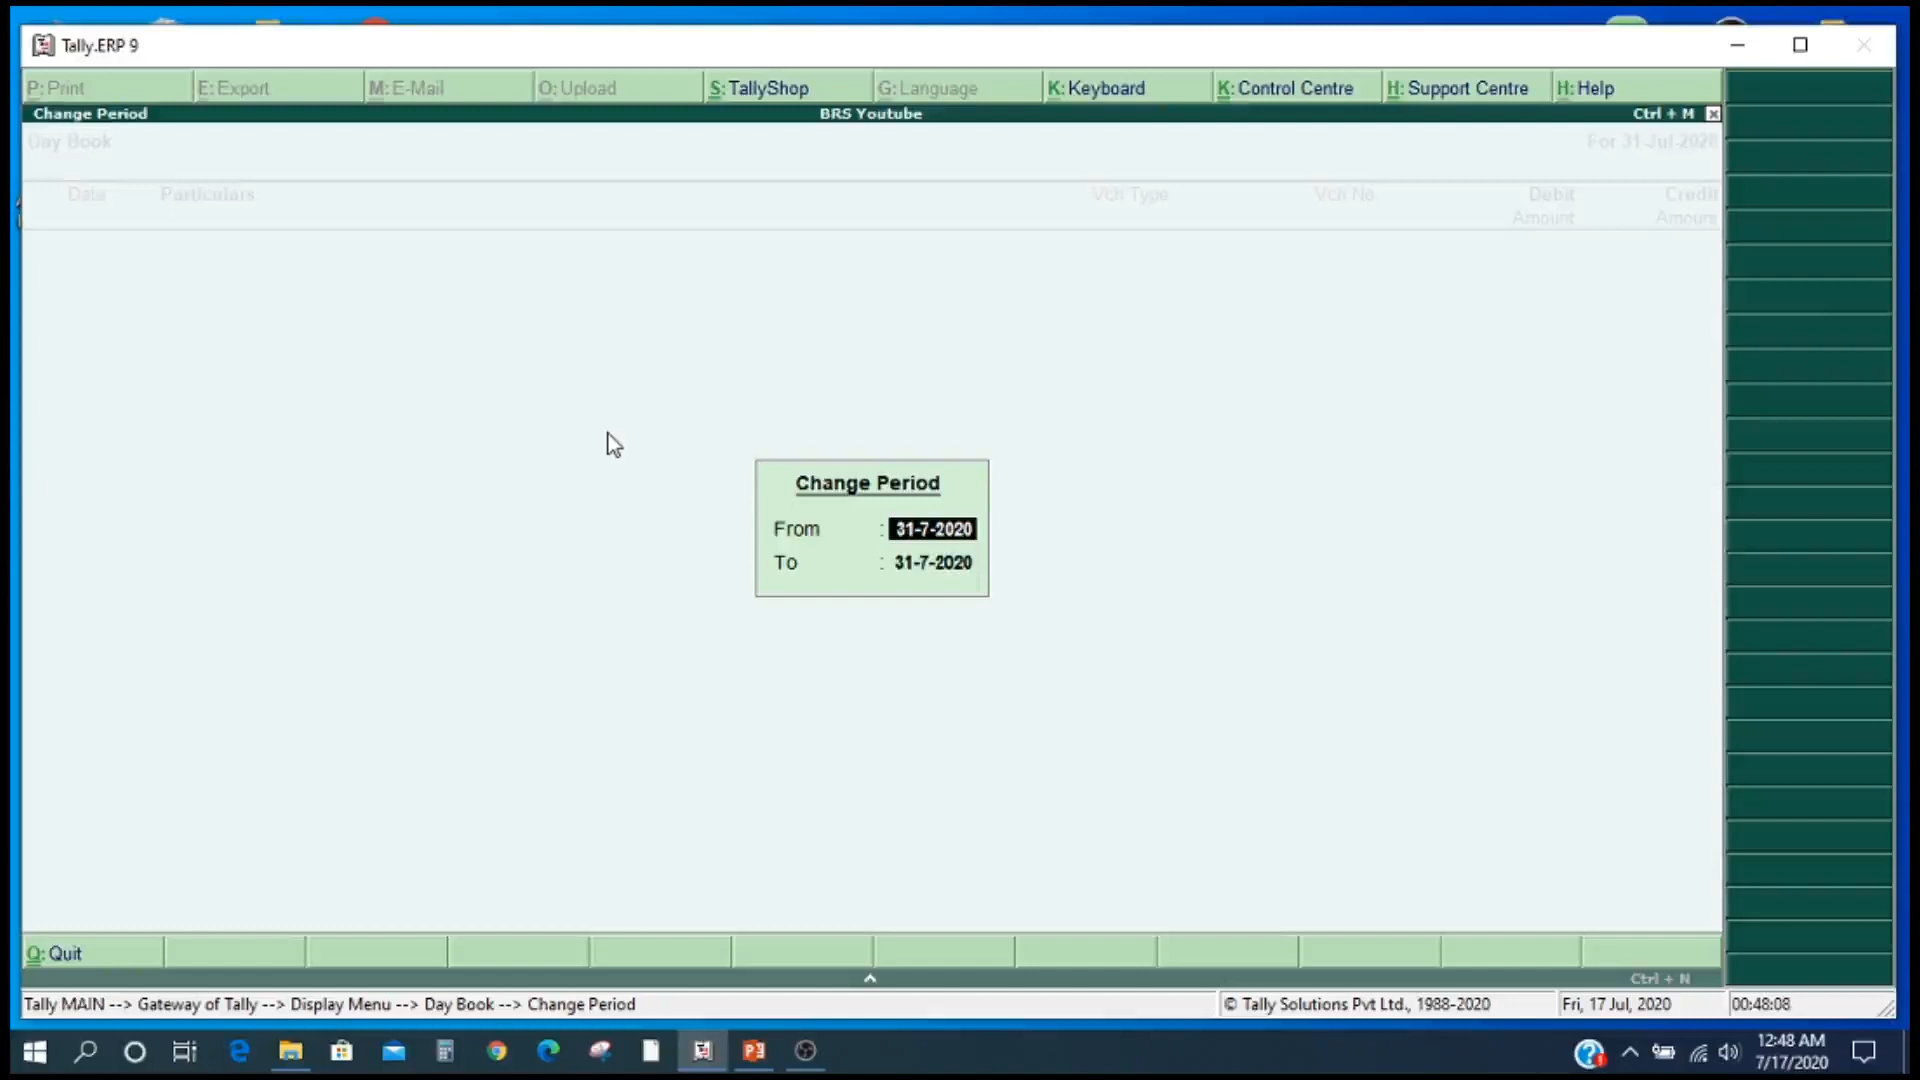 Tally.ERP 9
P: Print E: Export M: E-Mail O: Upload S: TallyShop G: Language K: Keyboard K: Control Centre H: Support Centre H: Help
Change Period BRS Youtube Ctrl + M
Day Book For 31-Jul-2020
Date Particulars Vch Type Vch No Debit Credit
Amount Amount
Change Period
From : 31-7-2020
To : 31-7-2020
Q: Quit
Ctrl + N
Tally MAIN --> Gateway of Tally --> Display Menu --> Day Book --> Change Period © Tally Solutions Pvt Ltd., 1988-2020 Fri, 17 Jul, 2020 00:48:08
12:48 AM
7/17/2020